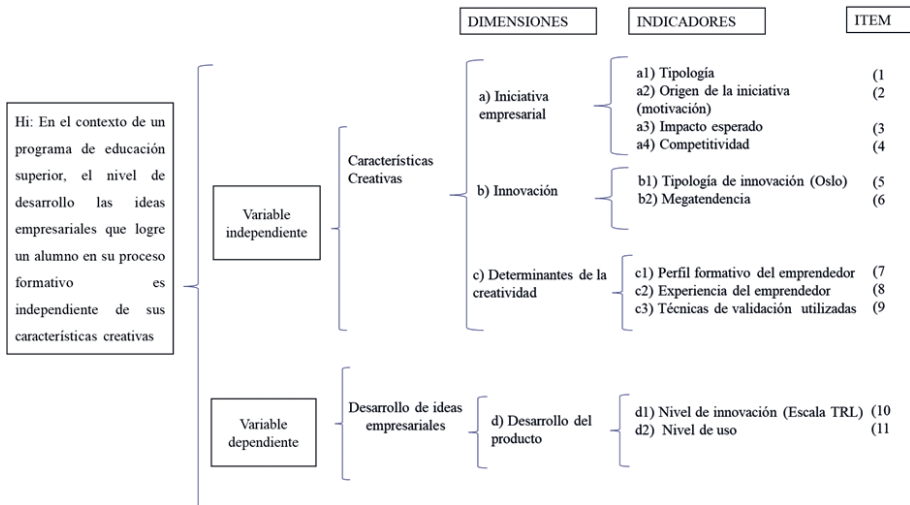 DIMENSIONES
INDICADORES
ITEM
Hi: En el contexto de un
programa de educación
superior, el nivel de
desarrollo las ideas
empresariales que logre
un alumno en su proceso
formativo es
independiente de sus
características creativas
Variable
independiente
Características
Creativas
a) Iniciativa
empresarial
a1) Tipología (1
a2) Origen de la iniciativa (2
(motivación)
a3) Impacto esperado (3
a4) Competitividad (4
b) Innovación
b1) Tipología de innovación (Oslo) (5
b2) Megatendencia (6
c) Determinantes de la
creatividad
c1) Perfil formativo del emprendedor (7
c2) Experiencia del emprendedor (8
c3) Técnicas de validación utilizadas (9
Variable
dependiente
Desarrollo de ideas
empresariales
d) Desarrollo del
producto
d1) Nivel de innovación (Escala TRL) (10
d2) Nivel de uso (11